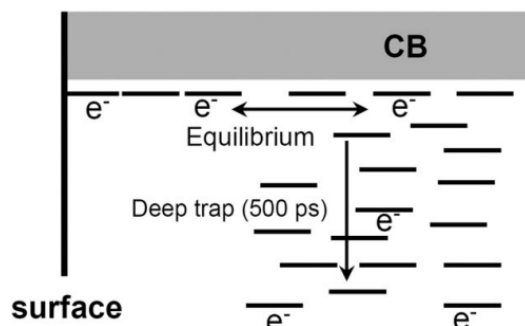 CB
e⁻ e⁻ e⁻
Equilibrium
Deep trap (500 ps)
e⁻
surface
e⁻ e⁻